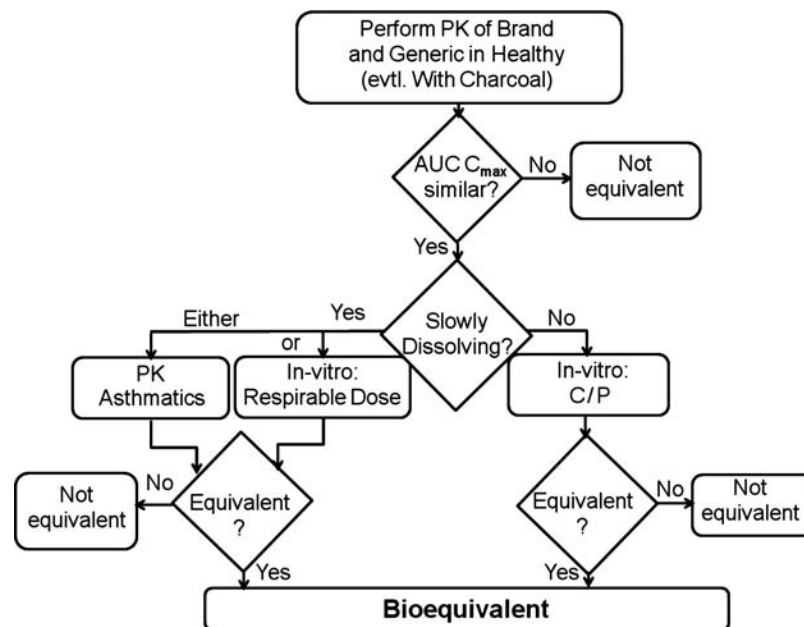 Perform PK of Brand
and Generic in Healthy
(evtl. With Charcoal)
AUC Cmax
similar?
No
Not
equivalent
Yes
Slowly
Dissolving?
Yes
Either
or
No
PK
Asthmatics
In-vitro:
Respirable Dose
In-vitro:
C/P
Equivalent
?
No
Not
equivalent
Equivalent
?
No
Not
equivalent
Yes
Yes
Bioequivalent